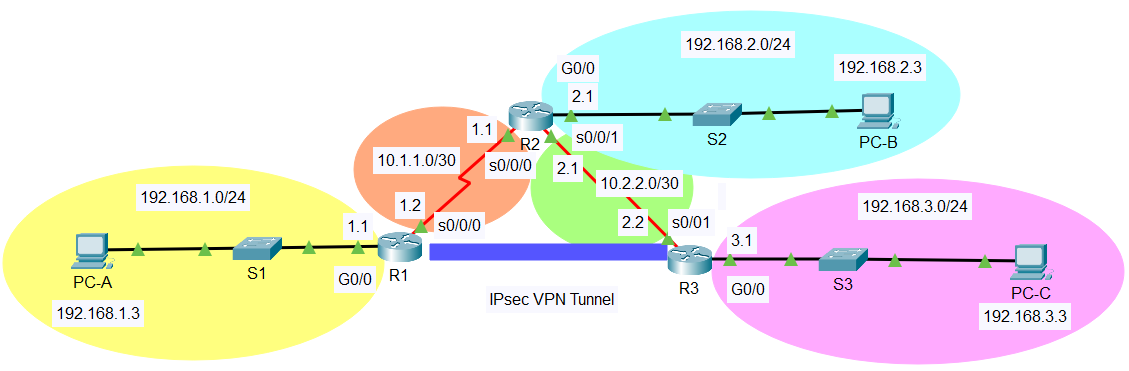 192.168.2.0/24
G0/0
192.168.2.3
2.1
1.1
R2
s0/0/1
S2
PC-B
10.1.1.0/30
s0/0/0
2.1
10.2.2.0/30
192.168.1.0/24
1.2
192.168.3.0/24
1.1
s0/0/0
2.2
s0/01
3.1
PC-A
S1
G0/0
R1
R3
G0/0
S3
PC-C
192.168.1.3
IPsec VPN Tunnel
192.168.3.3